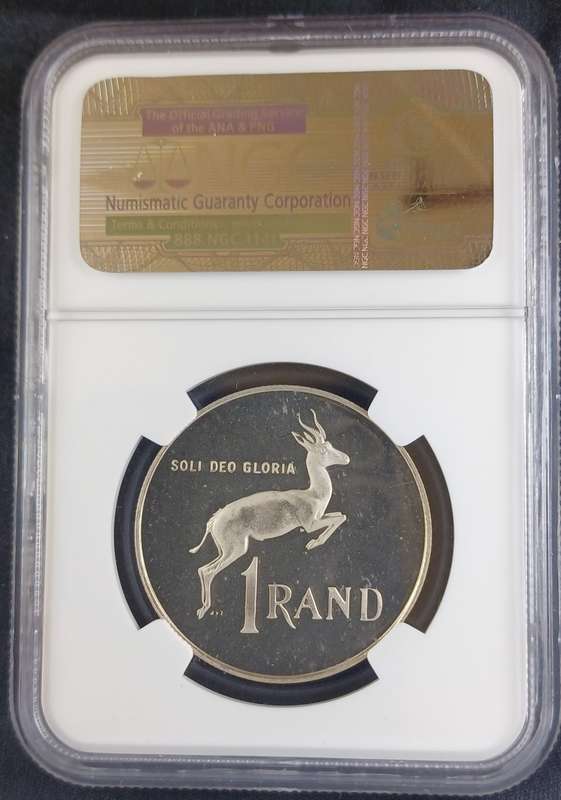 The Official Grading Service
of the ANA & PNG
NGC
Numismatic Guaranty Corporation
Terms & Conditions:
888 NGC
SOLI DEO GLORIA
1 RAND